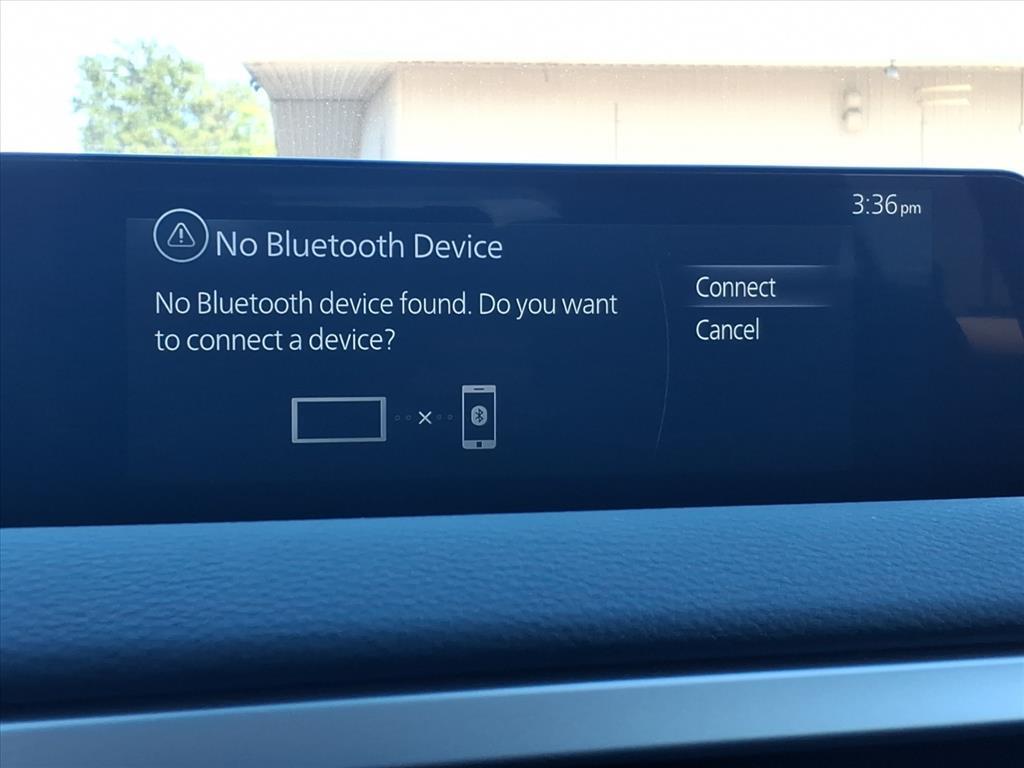 3:36pm
No Bluetooth Device
No Bluetooth device found. Do you want
to connect a device?
Connect
Cancel